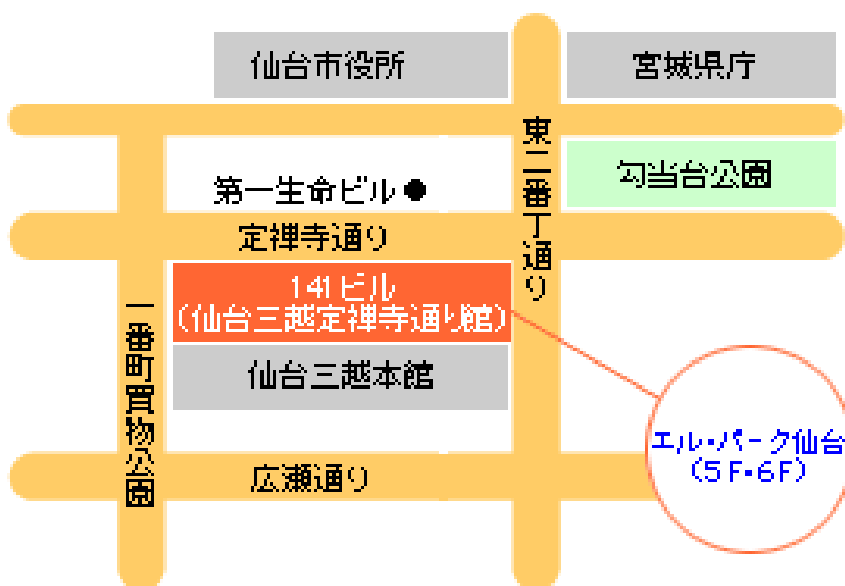 仙台市役所
宮城県庁
東二番丁通り
勾当台公園
第一生命ビル●
定禅寺通り
141ビル
(仙台三越定禅寺通り館)
一番町買物公園
仙台三越本館
エル・パーク仙台
(5F・6F)
広瀬通り